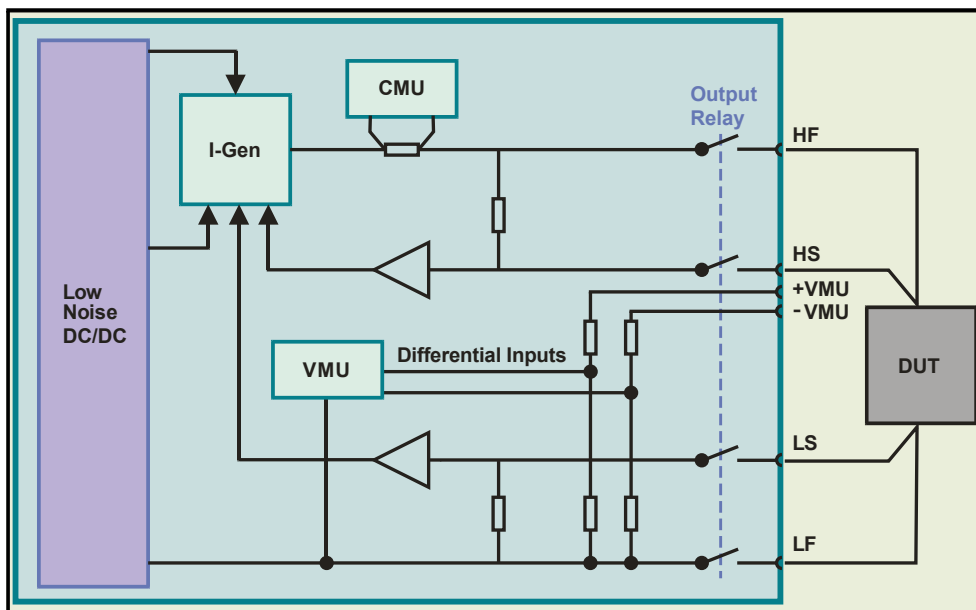 CMU
Output
Relay
HF
I-Gen
HS
+VMU
-VMU
Low
Noise
DC/DC
Differential Inputs
VMU
DUT
LS
LF